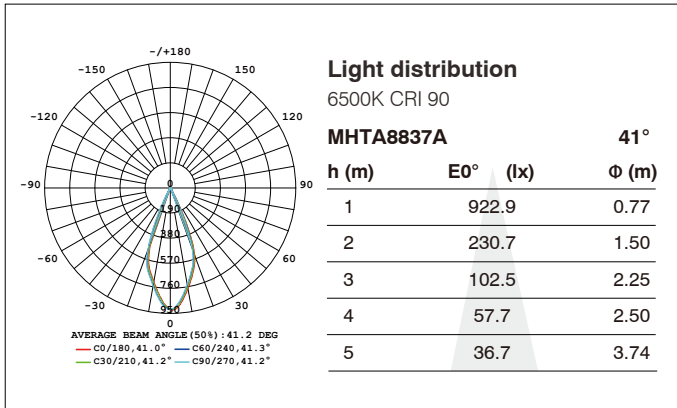 -/+180
-150 150
-120 120
-90 0 90
190
-60 380 60
570
-30 760 30
950
0
AVERAGE BEAM ANGLE(50%):41.2 DEG
C0/180,41.0° C60/240,41.3°
C30/210,41.2° C90/270,41.2°
Light distribution
6500K CRI 90
MHTA8837A 41°
h (m) E0° (lx) Φ (m)
1 922.9 0.77
2 230.7 1.50
3 102.5 2.25
4 57.7 2.50
5 36.7 3.74